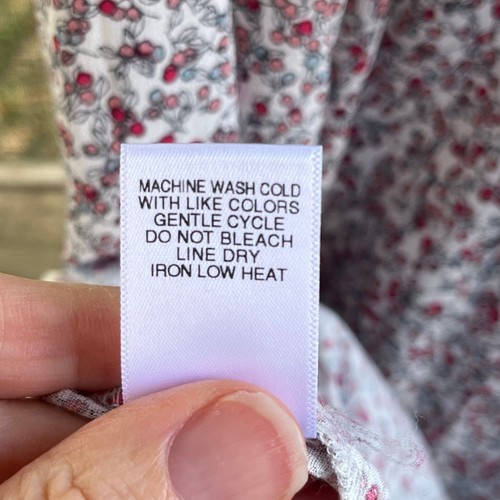 MACHINE WASH COLD
WITH LIKE COLORS
GENTLE CYCLE
DO NOT BLEACH
LINE DRY
IRON LOW HEAT